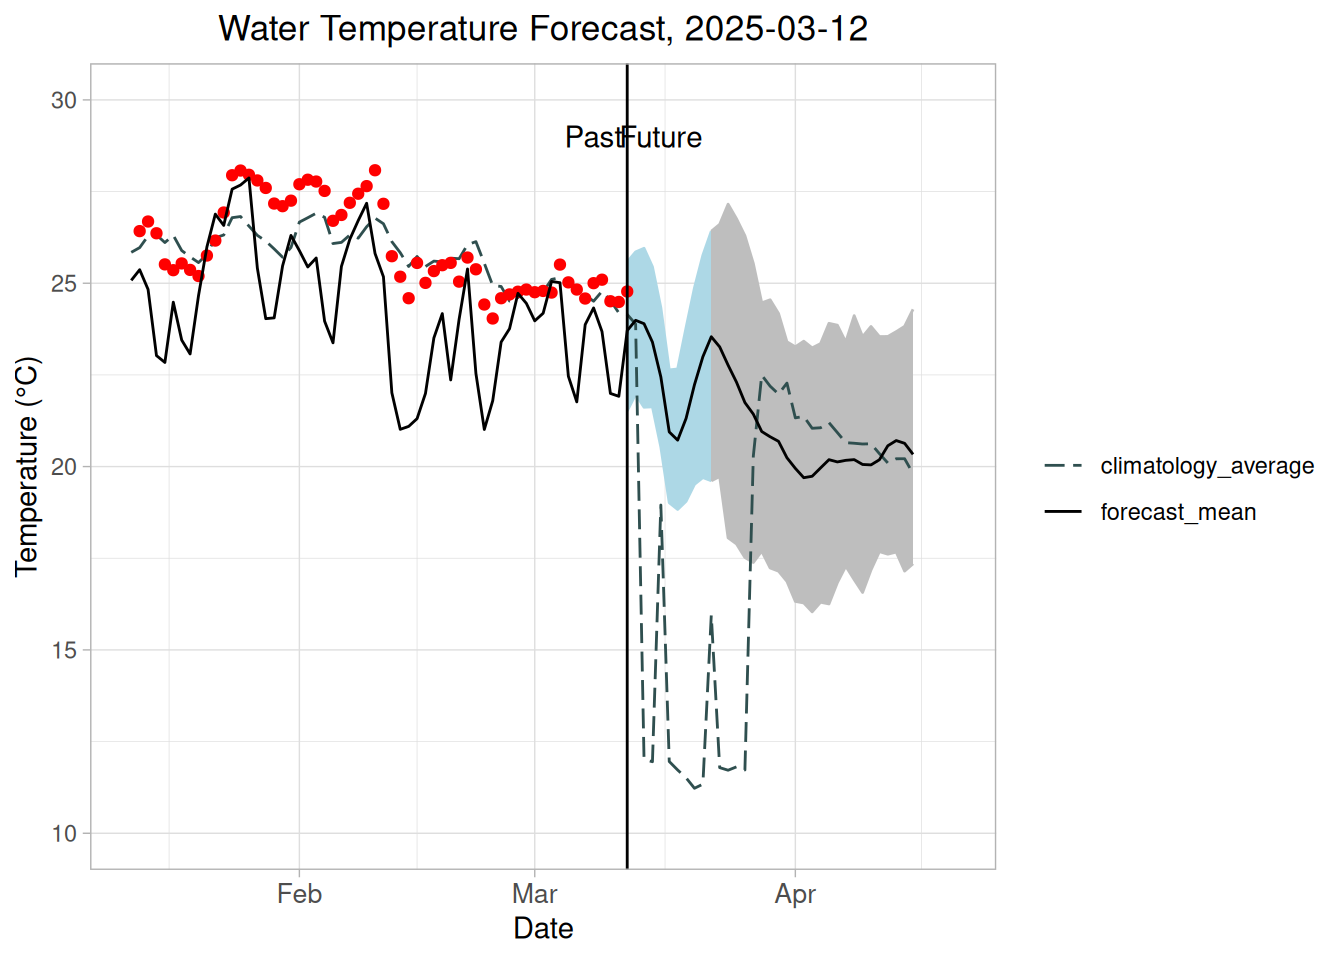 Water Temperature Forecast, 2025-03-12
30
25
20
15
10
Temperature (°C)
Past
Future
Feb
Mar
Apr
Date
climatology_average
forecast_mean